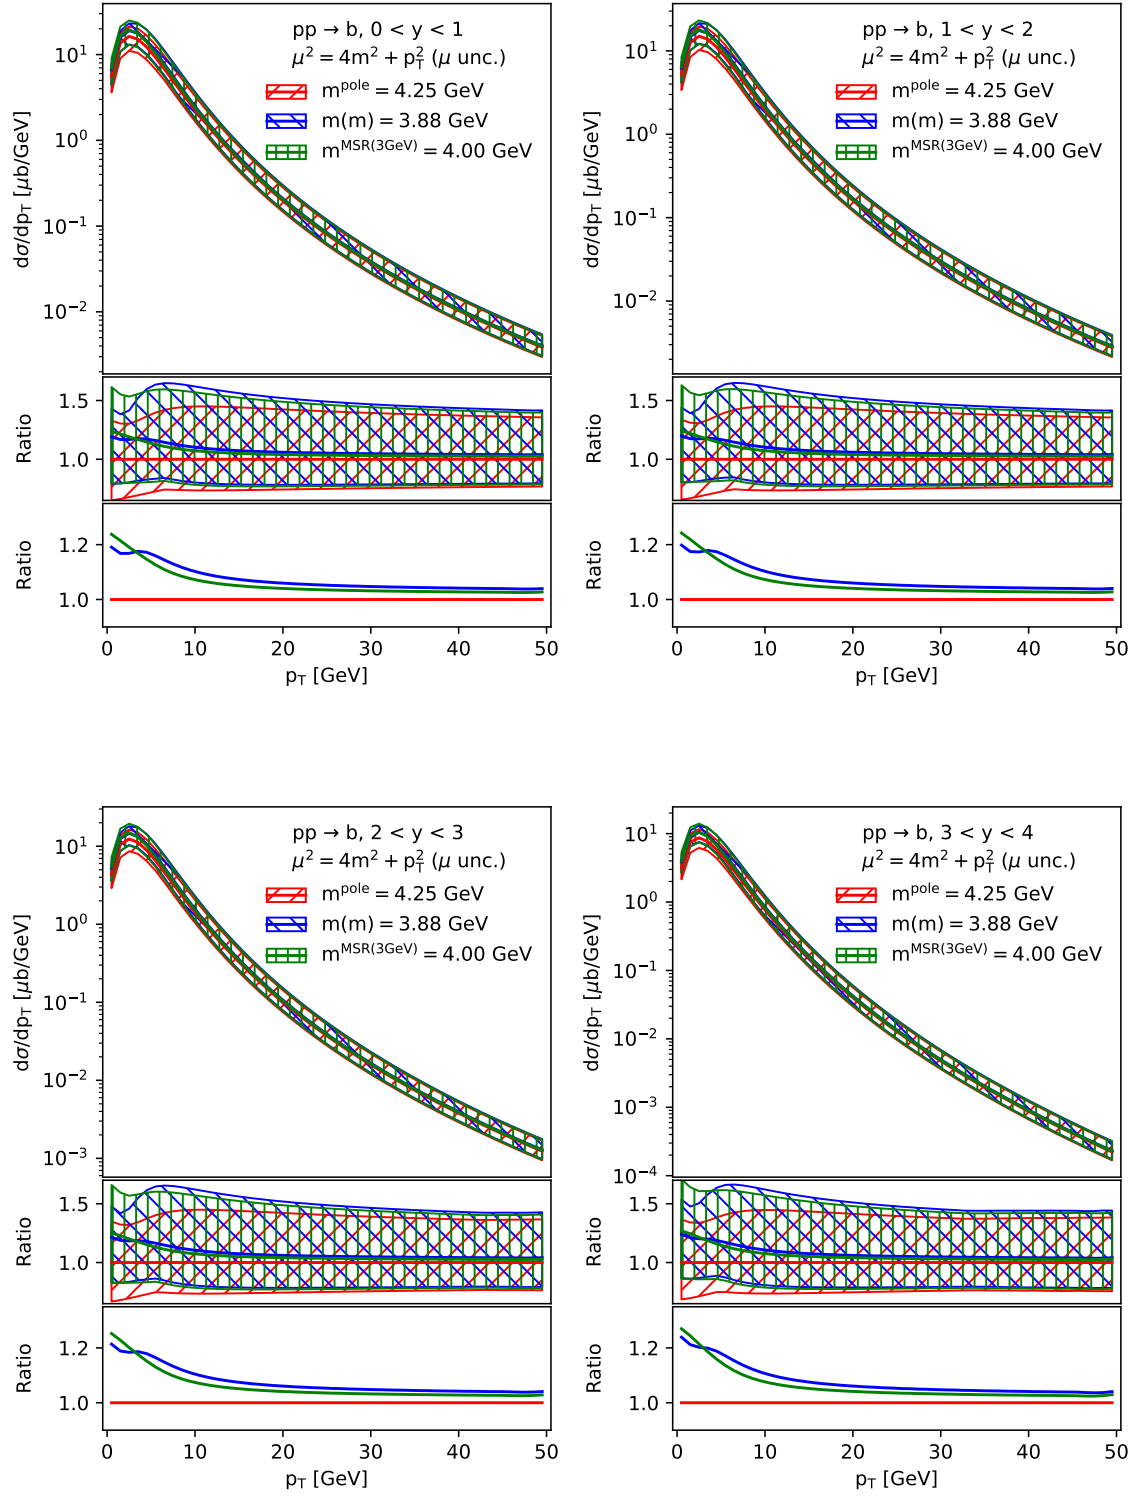 pp → b, 0 < y < 1
μ² = 4m² + p_T² (μ unc.)
m^pole = 4.25 GeV
m(m) = 3.88 GeV
m^MSR(3GeV) = 4.00 GeV
dσ/dp_T [μb/GeV]
10¹
10⁰
10⁻¹
10⁻²
Ratio
1.5
1.0
Ratio
1.2
1.0
0 10 20 30 40 50
p_T [GeV]
pp → b, 1 < y < 2
μ² = 4m² + p_T² (μ unc.)
m^pole = 4.25 GeV
m(m) = 3.88 GeV
m^MSR(3GeV) = 4.00 GeV
dσ/dp_T [μb/GeV]
10¹
10⁰
10⁻¹
10⁻²
Ratio
1.5
1.0
Ratio
1.2
1.0
0 10 20 30 40 50
p_T [GeV]
pp → b, 2 < y < 3
μ² = 4m² + p_T² (μ unc.)
m^pole = 4.25 GeV
m(m) = 3.88 GeV
m^MSR(3GeV) = 4.00 GeV
dσ/dp_T [μb/GeV]
10¹
10⁰
10⁻¹
10⁻²
10⁻³
Ratio
1.5
1.0
Ratio
1.2
1.0
0 10 20 30 40 50
p_T [GeV]
pp → b, 3 < y < 4
μ² = 4m² + p_T² (μ unc.)
m^pole = 4.25 GeV
m(m) = 3.88 GeV
m^MSR(3GeV) = 4.00 GeV
dσ/dp_T [μb/GeV]
10¹
10⁰
10⁻¹
10⁻²
10⁻³
10⁻⁴
Ratio
1.5
1.0
Ratio
1.2
1.0
0 10 20 30 40 50
p_T [GeV]